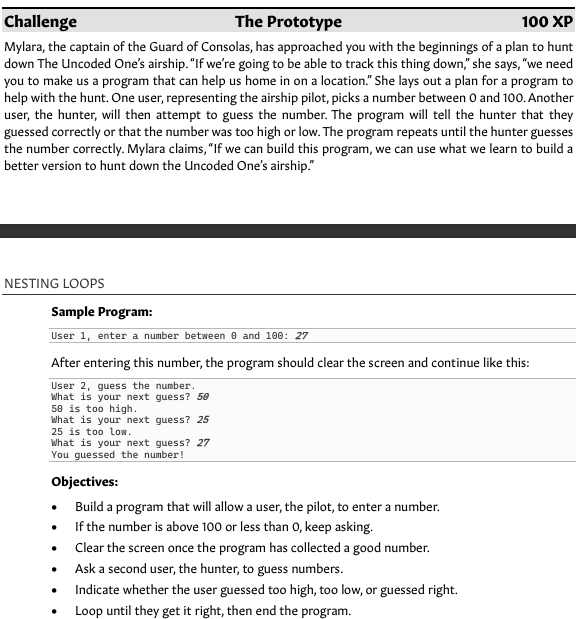 Challenge The Prototype 100 XP
Mylara, the captain of the Guard of Consolas, has approached you with the beginnings of a plan to hunt
down The Uncoded One's airship. “If we're going to be able to track this thing down,” she says, “we need
you to make us a program that can help us home in on a location.” She lays out a plan for a program to
help with the hunt. One user, representing the airship pilot, picks a number between 0 and 100. Another
user, the hunter, will then attempt to guess the number. The program will tell the hunter that they
guessed correctly or that the number was too high or low. The program repeats until the hunter guesses
the number correctly. Mylara claims, “If we can build this program, we can use what we learn to build a
better version to hunt down the Uncoded One's airship.”
NESTING LOOPS
Sample Program:
User 1, enter a number between 0 and 100: 27
After entering this number, the program should clear the screen and continue like this:
User 2, guess the number.
What is your next guess? 50
50 is too high.
What is your next guess? 25
25 is too low.
What is your next guess? 27
You guessed the number!
Objectives:
• Build a program that will allow a user, the pilot, to enter a number.
• If the number is above 100 or less than 0, keep asking.
• Clear the screen once the program has collected a good number.
• Ask a second user, the hunter, to guess numbers.
• Indicate whether the user guessed too high, too low, or guessed right.
• Loop until they get it right, then end the program.